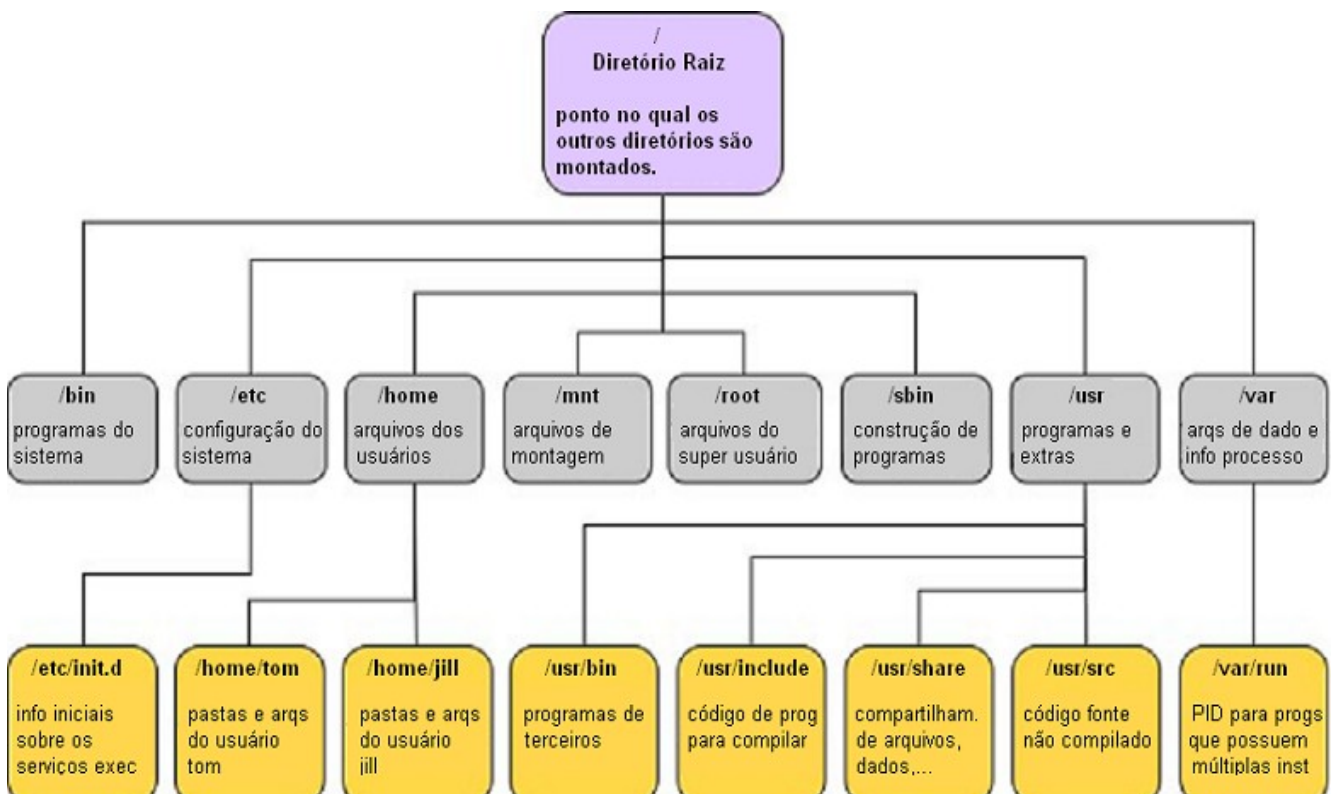 /
Diretório Raiz
ponto no qual os
outros diretórios são
montados.
/bin
programas do
sistema
/etc
configuração do
sistema
/home
arquivos dos
usuários
/mnt
arquivos de
montagem
/root
arquivos do
super usuário
/sbin
construção de
programas
/usr
programas e
extras
/var
arqs de dado e
info processo
/etc/init.d
info iniciais
sobre os
serviços exec
/home/tom
pastas e arqs
do usuário
tom
/home/jill
pastas e arqs
do usuário
jill
/usr/bin
programas de
terceiros
/usr/include
código de prog
para compilar
/usr/share
compartilham.
de arquivos,
dados,...
/usr/src
código fonte
não compilado
/var/run
PID para progs
que possuem
múltiplas inst